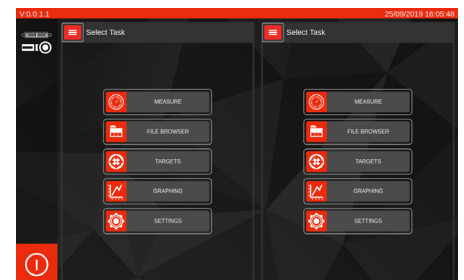 V:0.0.1.1
25/09/2019 16:05:48
Select Task
Select Task
MEASURE
FILE BROWSER
TARGETS
GRAPHING
SETTINGS
MEASURE
FILE BROWSER
TARGETS
GRAPHING
SETTINGS